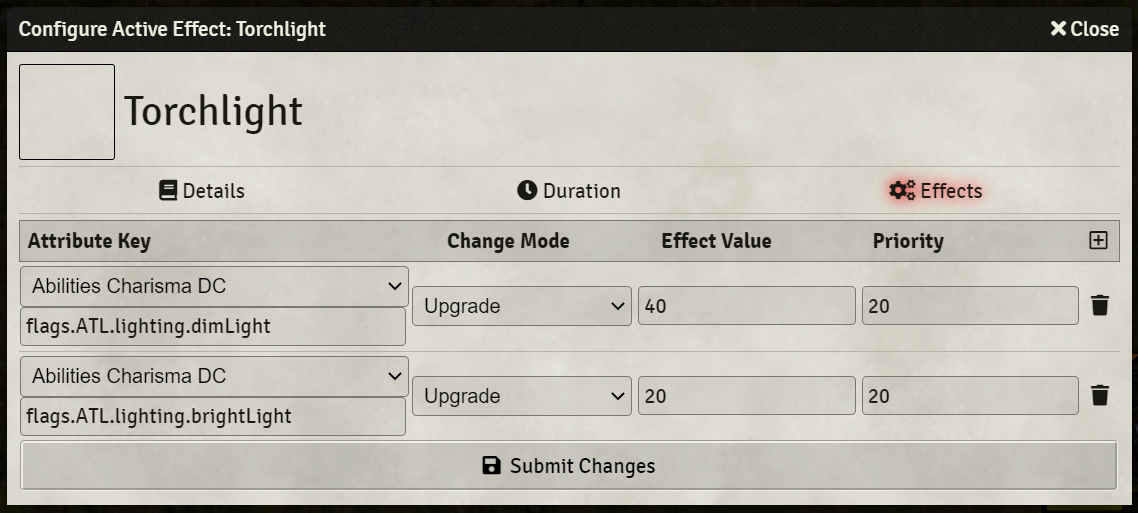 Configure Active Effect: Torchlight Close
Torchlight
Details Duration Effects
Attribute Key Change Mode Effect Value Priority
Abilities Charisma DC
Upgrade 40 20
flags.ATL.lighting.dimLight
Abilities Charisma DC
Upgrade 20 20
flags.ATL.lighting.brightLight
Submit Changes